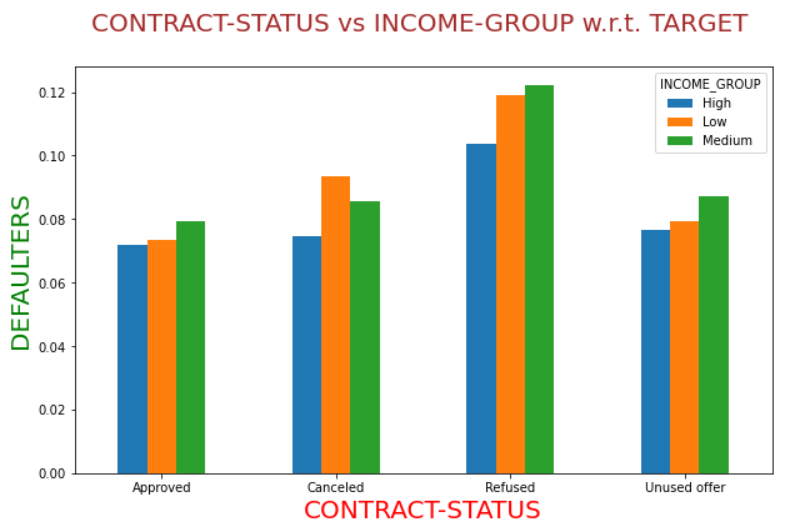 CONTRACT-STATUS vs INCOME-GROUP w.r.t. TARGET
INCOME_GROUP
High
Low
Medium
DEFAULTERS
0.12
0.10
0.08
0.06
0.04
0.02
0.00
Approved Canceled Refused Unused offer
CONTRACT-STATUS